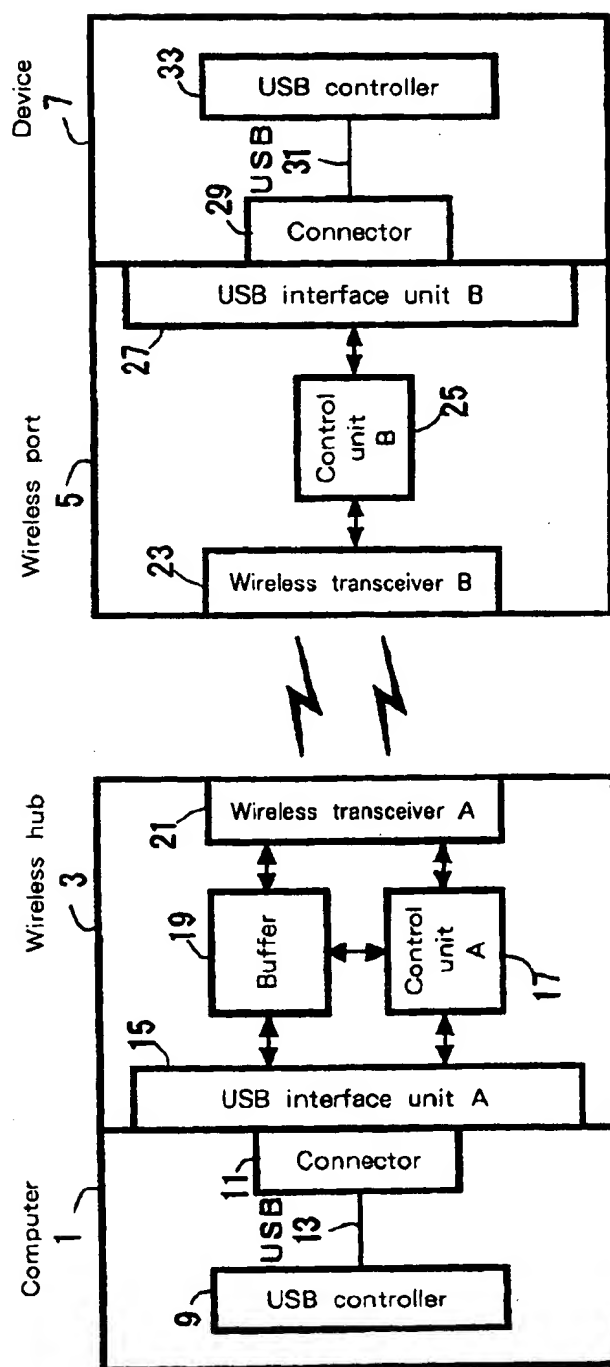 Computer
1
Wireless hub
3
Wireless port
5
Device
7
9
USB controller
USB
13
11
Connector
15
USB interface unit A
19
Buffer
Control
unit
A
17
21
Wireless transceiver A
23
Wireless transceiver B
Control
unit
B
25
27
USB interface unit B
29
Connector
USB
31
33
USB controller